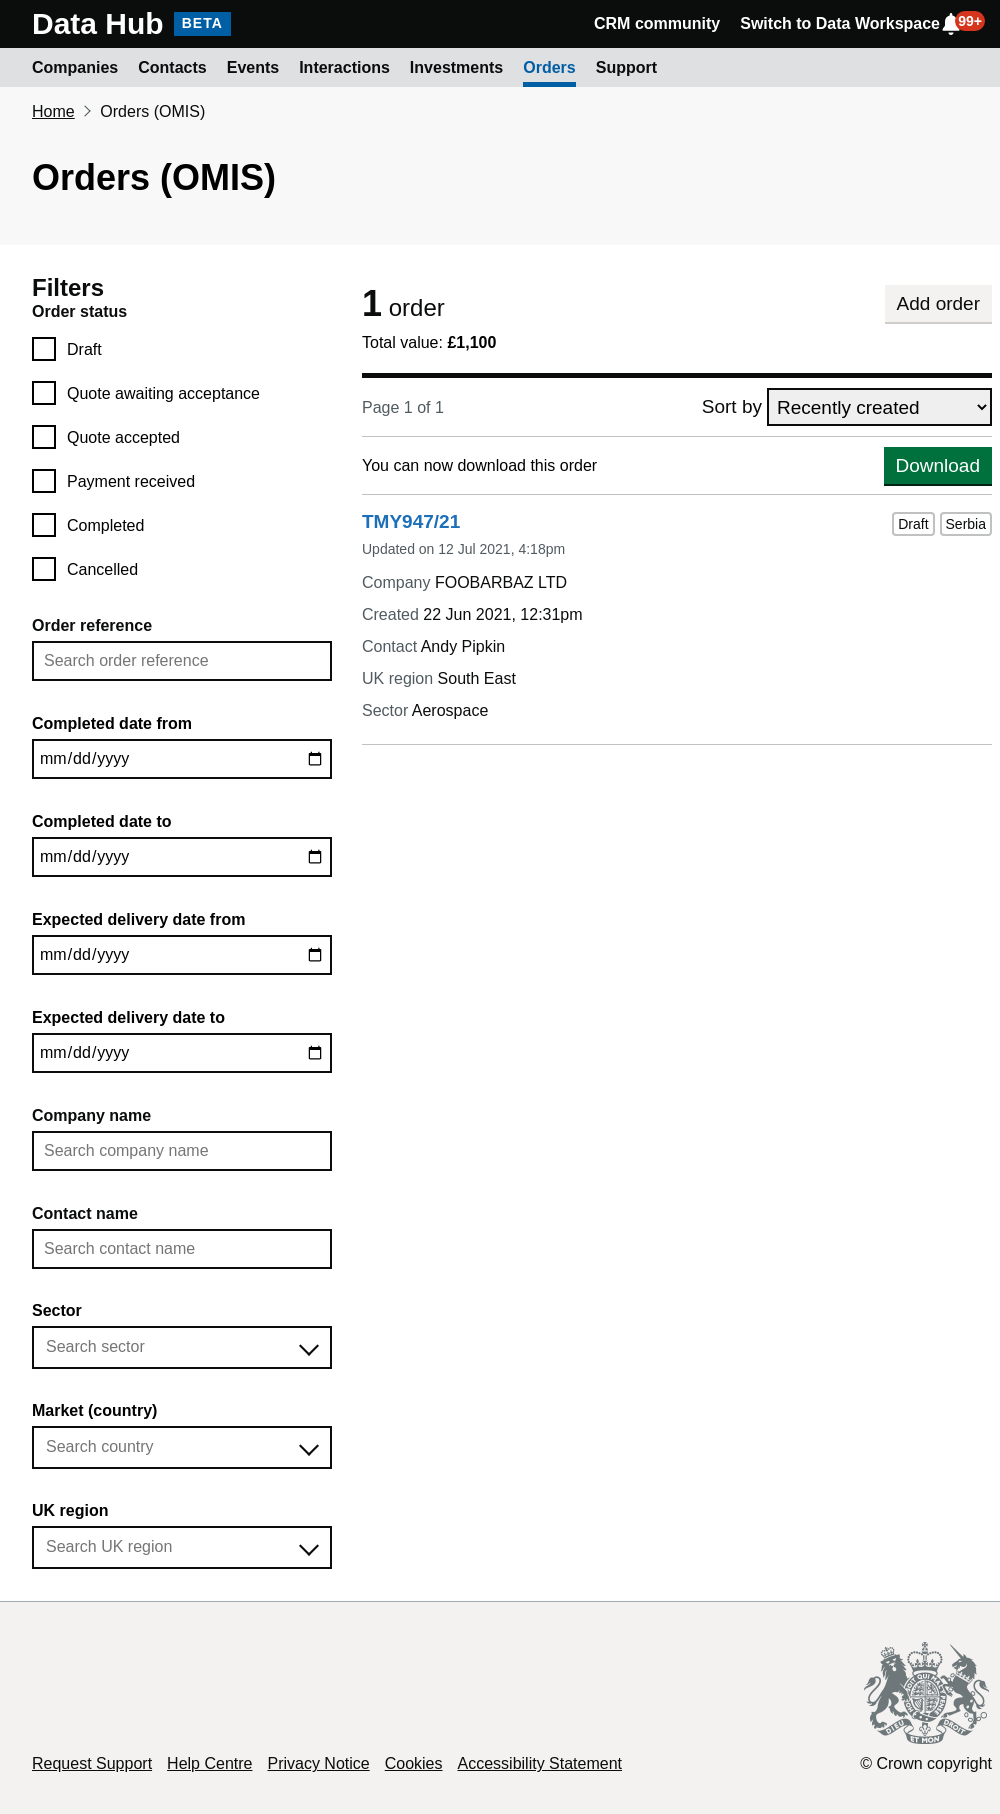 Data Hub BETA CRM community Switch to Data Workspace 99+
Companies Contacts Events Interactions Investments Orders Support
Home Orders (OMIS)
Orders (OMIS)
Filters
Order status
Draft
Quote awaiting acceptance
Quote accepted
Payment received
Completed
Cancelled
Order reference
Search order reference
Completed date from
mm/dd/yyyy
Completed date to
mm/dd/yyyy
Expected delivery date from
mm/dd/yyyy
Expected delivery date to
mm/dd/yyyy
Company name
Search company name
Contact name
Search contact name
Sector
Search sector
Market (country)
Search country
UK region
Search UK region
1 order
Add order
Total value: £1,100
Page 1 of 1
Sort by Recently created
You can now download this order
Download
TMY947/21
Draft Serbia
Updated on 12 Jul 2021, 4:18pm
Company FOOBARBAZ LTD
Created 22 Jun 2021, 12:31pm
Contact Andy Pipkin
UK region South East
Sector Aerospace
DIEU ET MON DROIT
Request Support Help Centre Privacy Notice Cookies Accessibility Statement
© Crown copyright